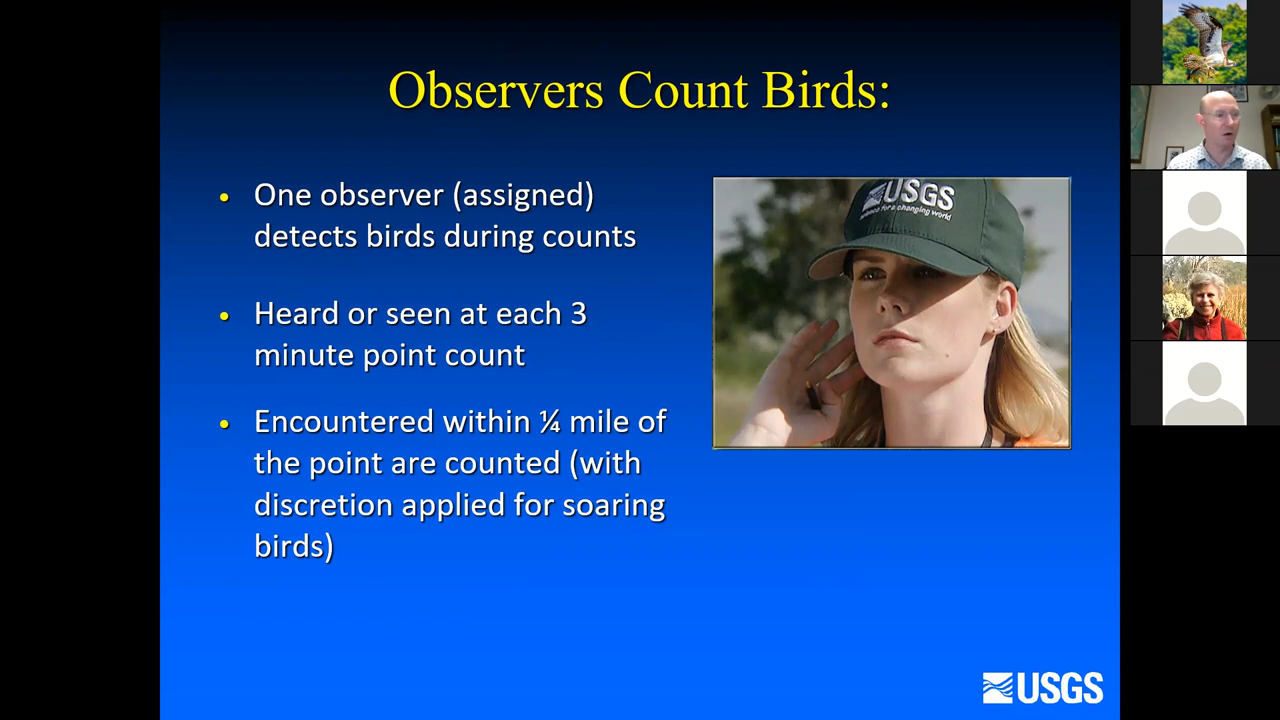 Observers Count Birds:
One observer (assigned)
detects birds during counts
Heard or seen at each 3
minute point count
Encountered within ¼ mile of
the point are counted (with
discretion applied for soaring
birds)
USGS
science for a changing world
USGS